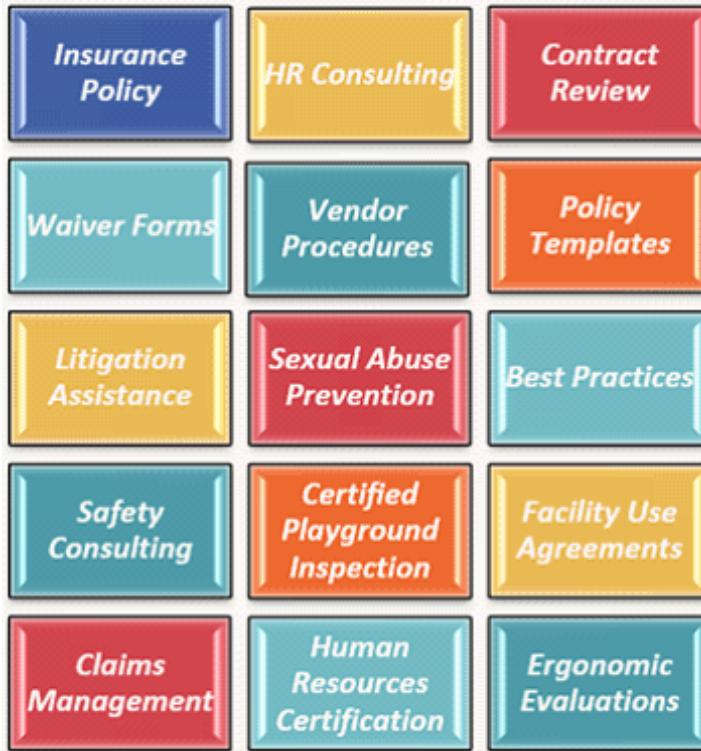 Insurance
Policy
HR Consulting
Contract
Review
Waiver Forms
Vendor
Procedures
Policy
Templates
Litigation
Assistance
Sexual Abuse
Prevention
Best Practices
Safety
Consulting
Certified
Playground
Inspection
Facility Use
Agreements
Claims
Management
Human
Resources
Certification
Ergonomic
Evaluations